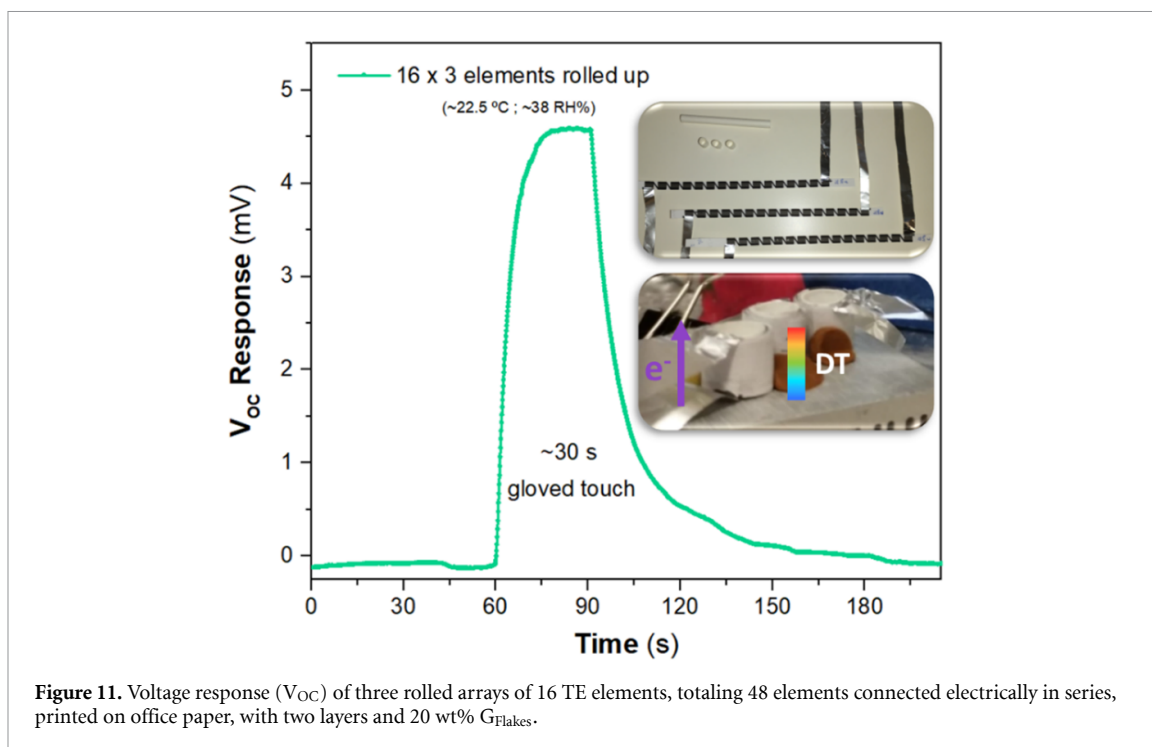 16 x 3 elements rolled up
(~22.5 ºC ; ~38 RH%)
5
4
3
2
1
0
V_OC Response (mV)
e⁻
DT
~30 s
gloved touch
0 30 60 90 120 150 180
Time (s)
Figure 11. Voltage response (V_OC) of three rolled arrays of 16 TE elements, totaling 48 elements connected electrically in series,
printed on office paper, with two layers and 20 wt% G_Flakes.